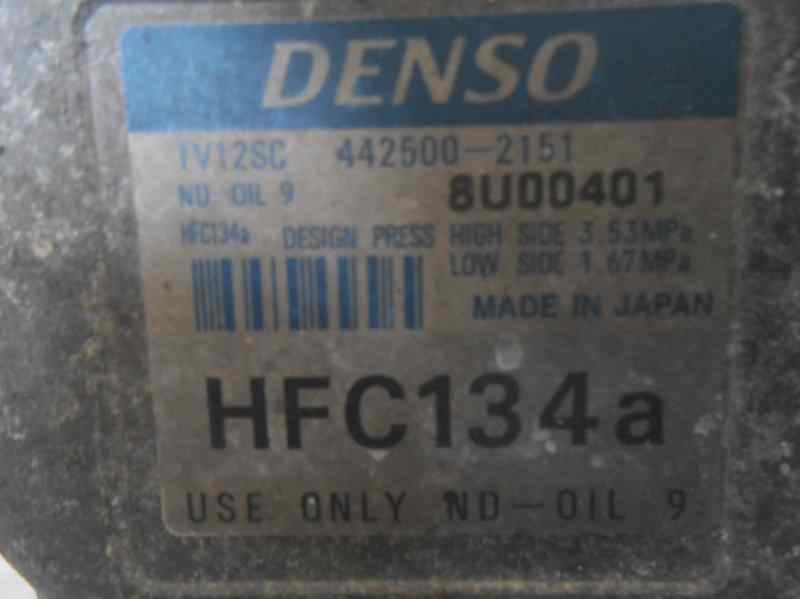 DENSO
TV12SC 442500-2151
ND-OIL 9 8U00401
HFC134a DESIGN PRESS HIGH SIDE 3.53MPa
LOW SIDE 1.67MPa
MADE IN JAPAN
HFC134a
USE ONLY ND-OIL 9